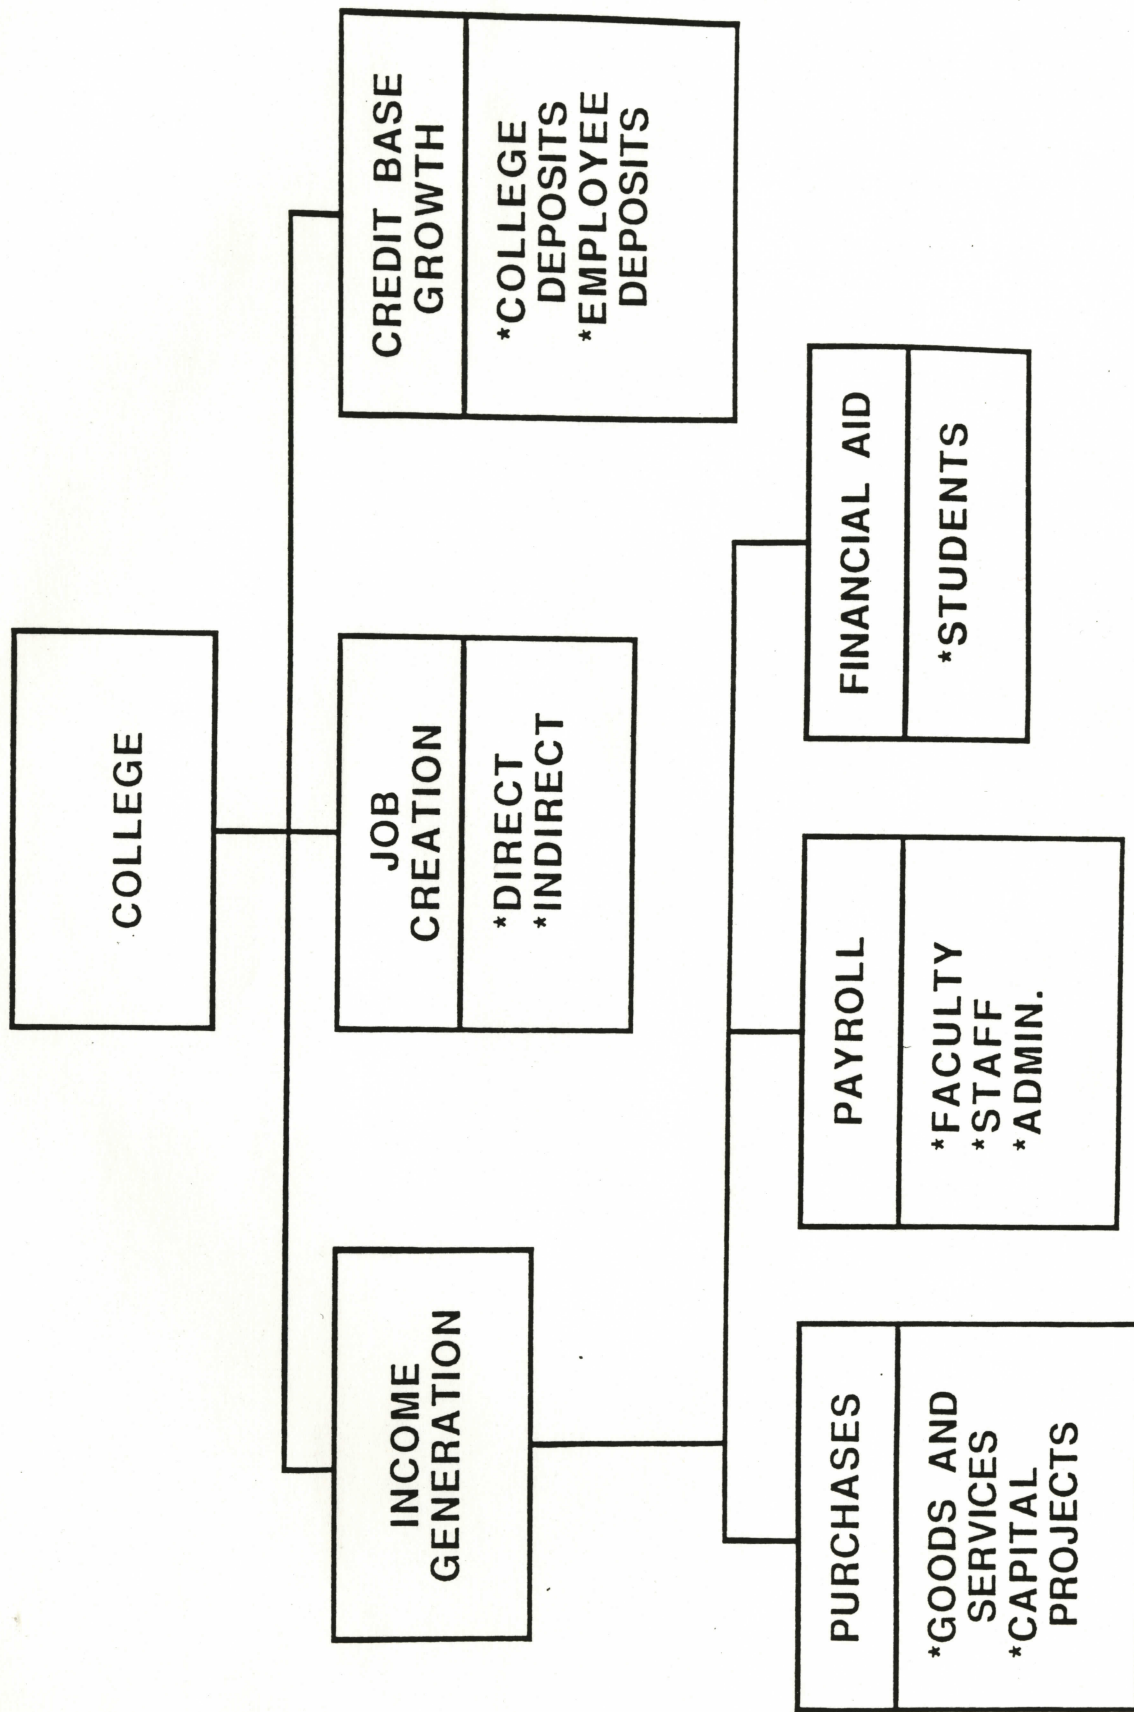 COLLEGE
INCOME
GENERATION
JOB
CREATION
*DIRECT
*INDIRECT
CREDIT BASE
GROWTH
*COLLEGE
DEPOSITS
*EMPLOYEE
DEPOSITS
PURCHASES
*GOODS AND
SERVICES
*CAPITAL
PROJECTS
PAYROLL
*FACULTY
*STAFF
*ADMIN.
FINANCIAL AID
*STUDENTS